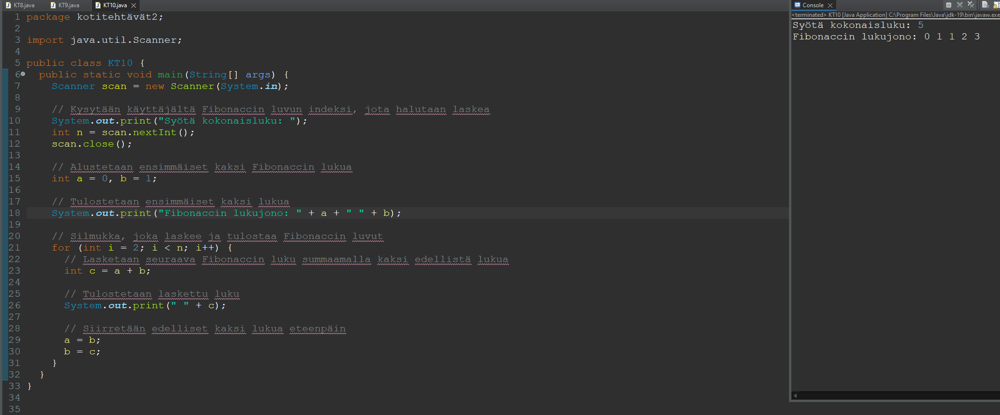 KT8.java KT9.java KT10.java
1 package kotitehtävät2;
2
3 import java.util.Scanner;
4
5 public class KT10 {
6 public static void main(String[] args) {
7 Scanner scan = new Scanner(System.in);
8
9 // Kysytään käyttäjältä Fibonaccin luvun indeksi, jota halutaan laskea
10 System.out.print("Syötä kokonaisluku: ");
11 int n = scan.nextInt();
12 scan.close();
13
14 // Alustetaan ensimmäiset kaksi Fibonaccin lukua
15 int a = 0, b = 1;
16
17 // Tulostetaan ensimmäiset kaksi lukua
18 System.out.print("Fibonaccin lukujono: " + a + " " + b);
19
20 // Silmukka, joka laskee ja tulostaa Fibonaccin luvut
21 for (int i = 2; i < n; i++) {
22 // Lasketaan seuraava Fibonaccin luku summaamalla kaksi edellistä lukua
23 int c = a + b;
24
25 // Tulostetaan laskettu luku
26 System.out.print(" " + c);
27
28 // Siirretään edelliset kaksi lukua eteenpäin
29 a = b;
30 b = c;
31 }
32 }
33 }
34
35
Console
<terminated> KT10 [Java Application] C:\Program Files\Java\jdk-19\bin\javaw.exe
Syötä kokonaisluku: 5
Fibonaccin lukujono: 0 1 1 2 3